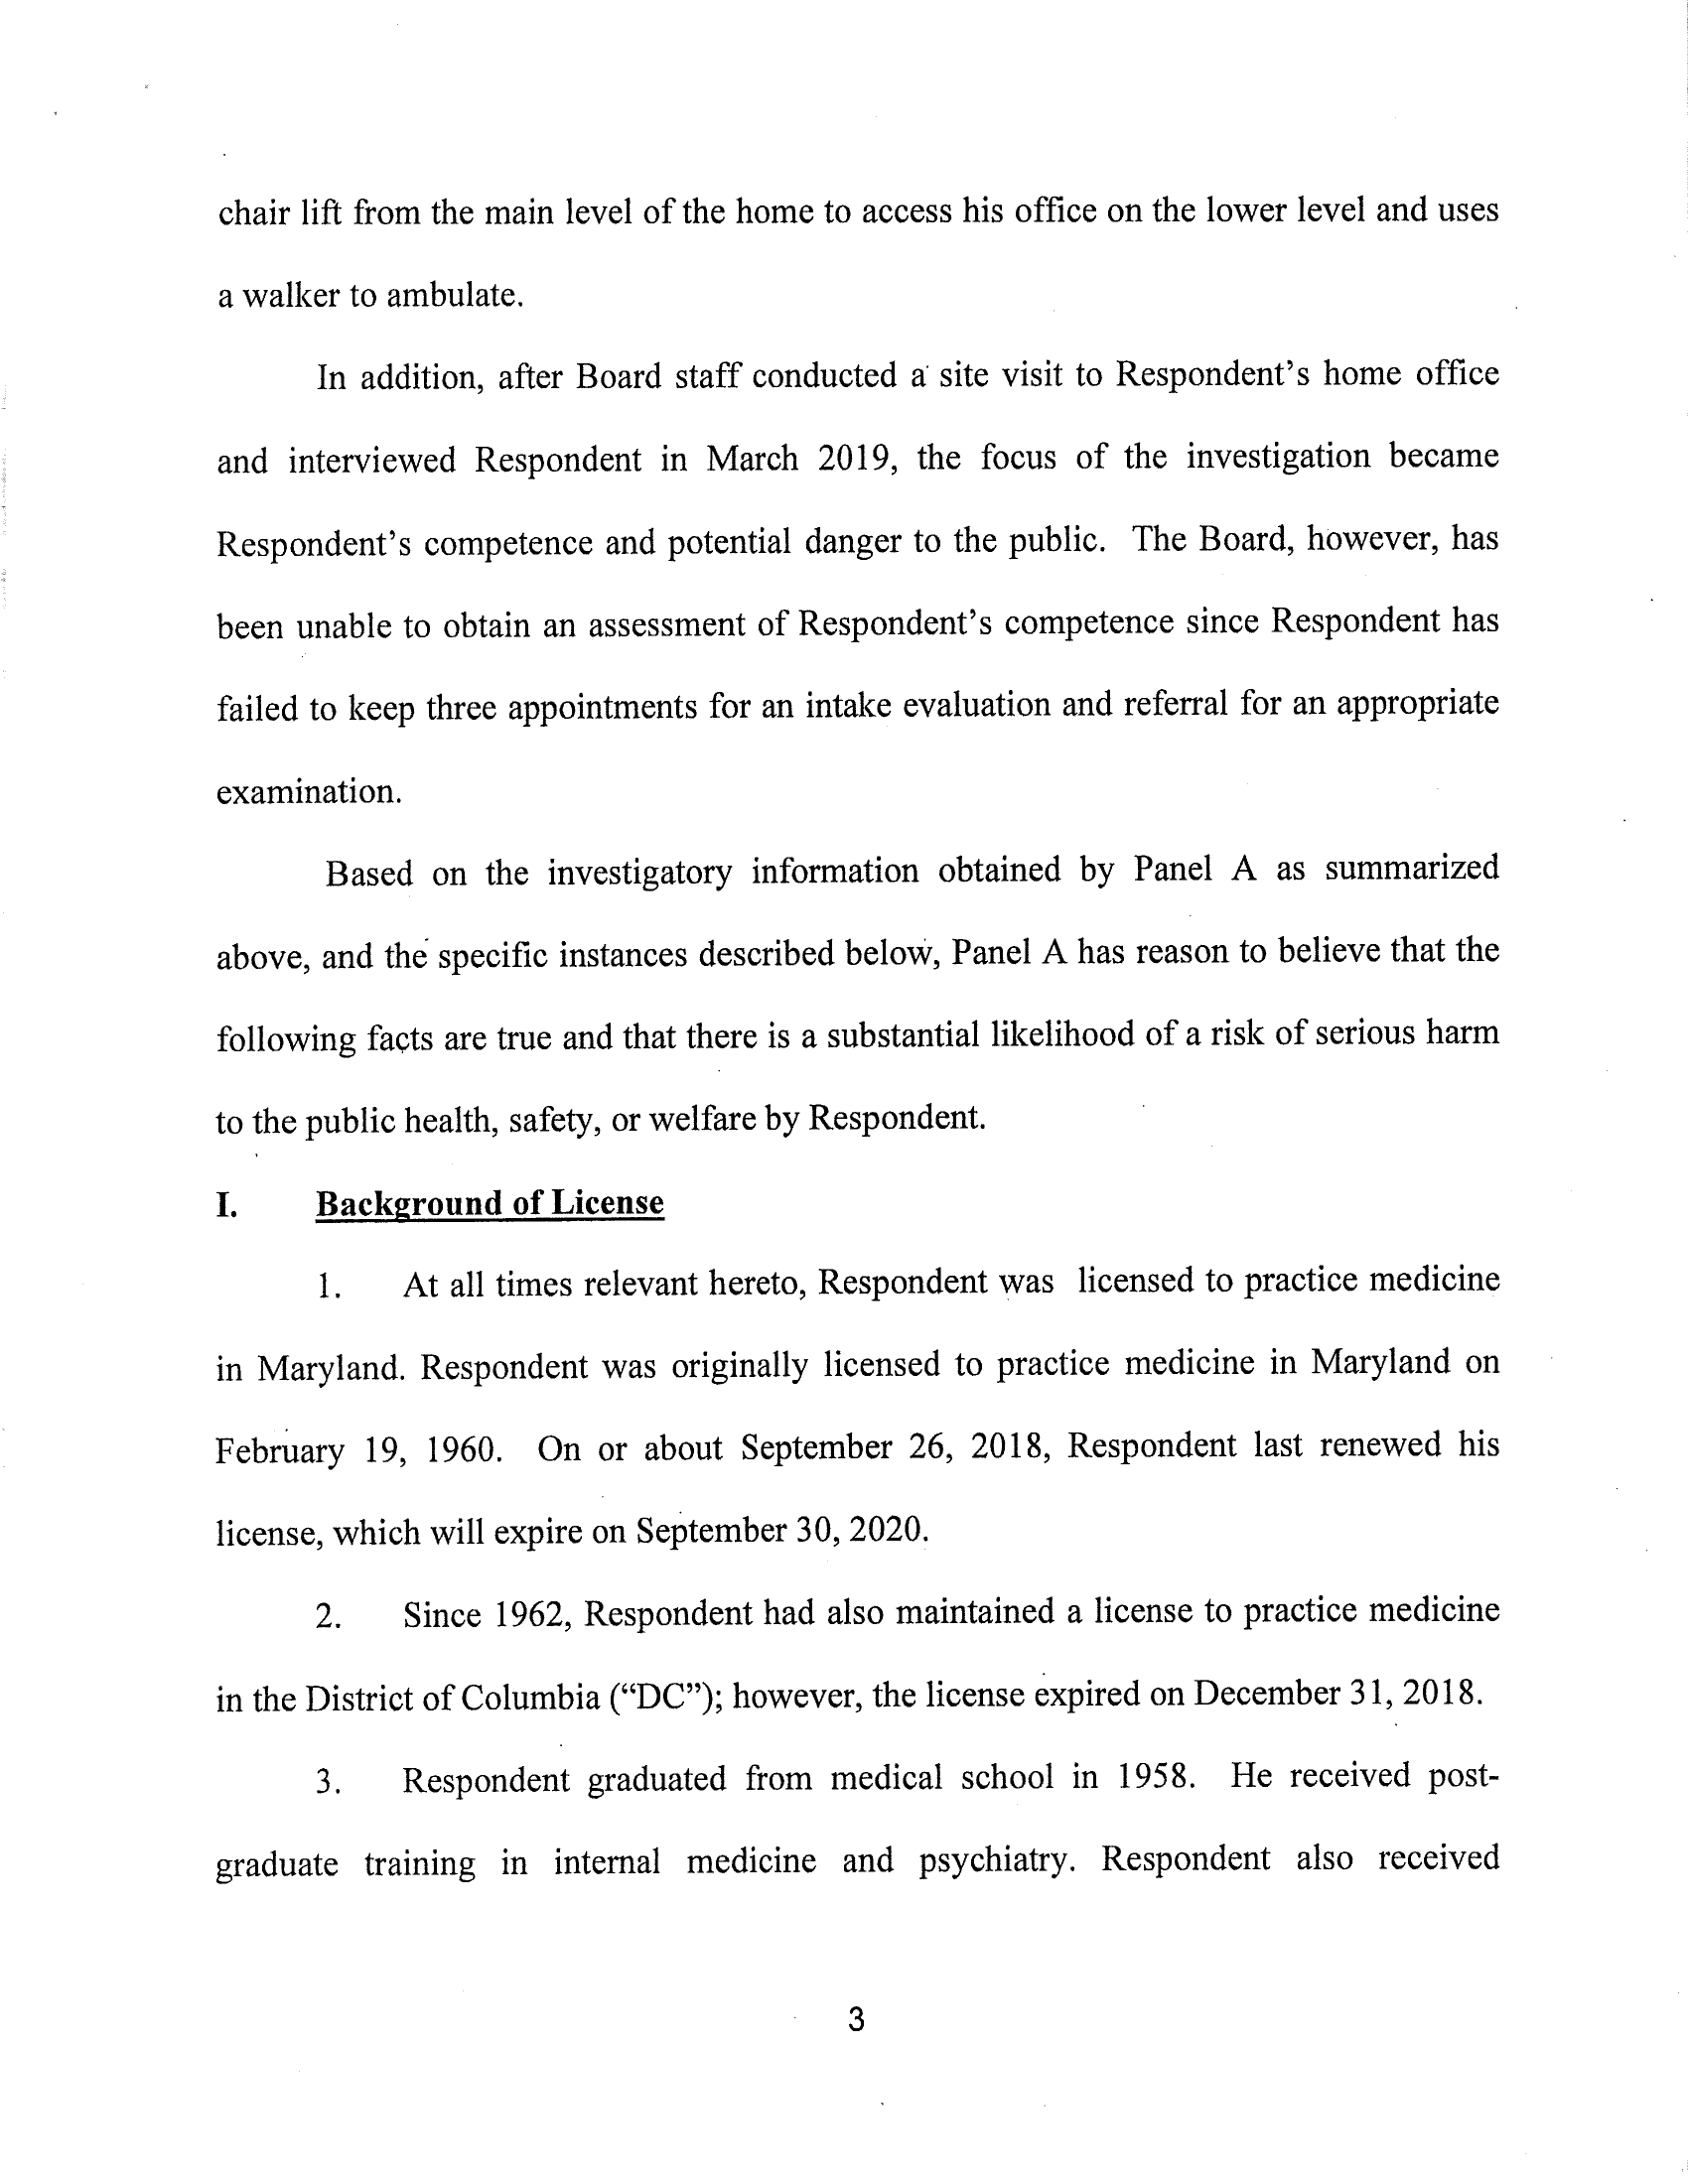 chair lift from the main level of the home to access his office on the lower level and uses
a walker to ambulate.
In addition, after Board staff conducted a site visit to Respondent's home office
and interviewed Respondent in March 2019, the focus of the investigation became
Respondent's competence and potential danger to the public. The Board, however, has
been unable to obtain an assessment of Respondent's competence since Respondent has
failed to keep three appointments for an intake evaluation and referral for an appropriate
examination.
Based on the investigatory information obtained by Panel A as summarized
above, and the specific instances described below, Panel A has reason to believe that the
following facts are true and that there is a substantial likelihood of a risk of serious harm
to the public health, safety, or welfare by Respondent.
I. Background of License
1. At all times relevant hereto, Respondent was licensed to practice medicine
in Maryland. Respondent was originally licensed to practice medicine in Maryland on
February 19, 1960. On or about September 26, 2018, Respondent last renewed his
license, which will expire on September 30, 2020.
2. Since 1962, Respondent had also maintained a license to practice medicine
in the District of Columbia (“DC”); however, the license expired on December 31, 2018.
3. Respondent graduated from medical school in 1958. He received post-
graduate training in internal medicine and psychiatry. Respondent also received
3